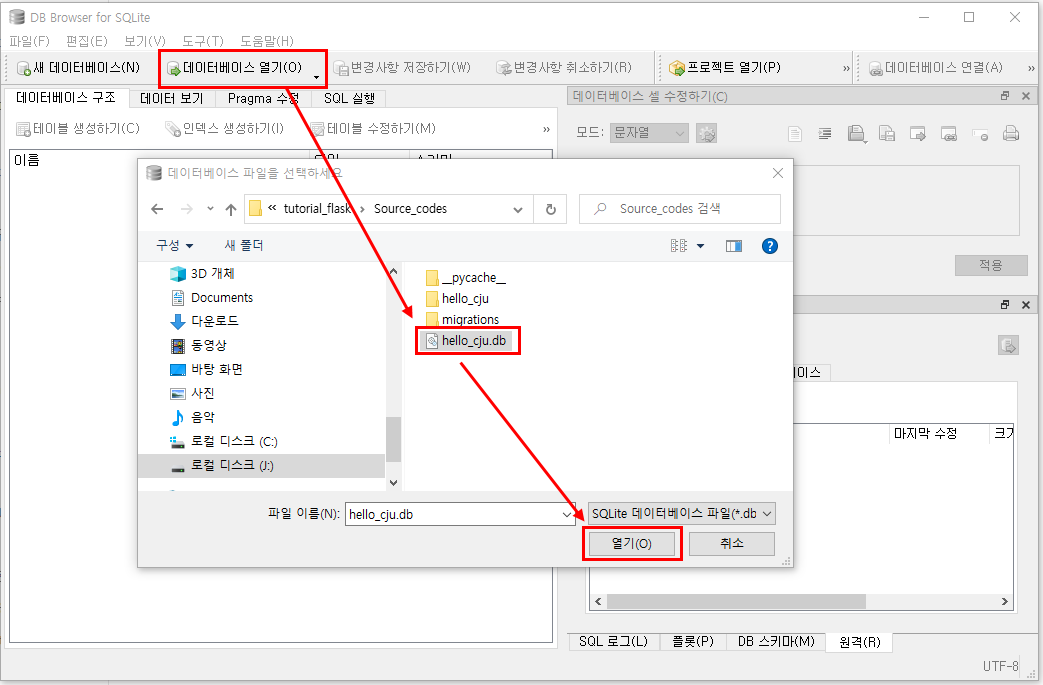 DB Browser for SQLite
파일(F) 편집(E) 보기(V) 도구(T) 도움말(H)
새 데이터베이스(N) 데이터베이스 열기(O) 변경사항 저장하기(W) 변경사항 취소하기(R) 프로젝트 열기(P) » 데이터베이스 연결(A) »
데이터베이스 구조 데이터 보기 Pragma 수정 SQL 실행
데이터베이스 셀 수정하기(C)
테이블 생성하기(C) 인덱스 생성하기(I) 테이블 수정하기(M) »
모드: 문자열
이름
적용
데이터베이스 파일을 선택하세요
« tutorial_flask › Source_codes
Source_codes 검색
구성 새 폴더
3D 개체
Documents
다운로드
동영상
바탕 화면
사진
음악
로컬 디스크 (C:)
로컬 디스크 (J:)
__pycache__
hello_cju
migrations
hello_cju.db
파일 이름(N): hello_cju.db SQLite 데이터베이스 파일(*.db
열기(O) 취소
이스
마지막 수정 크기
SQL 로그(L) 플롯(P) DB 스키마(M) 원격(R)
UTF-8